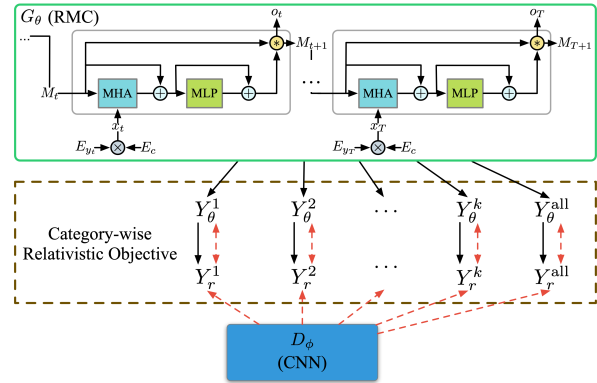 G_θ (RMC)
...
o_t
o_T
M_t
MHA
+
MLP
+
*
M_{t+1}
...
MHA
+
MLP
+
*
M_{T+1}
x_t
x_T
E_{y_t}
×
E_c
E_{y_T}
×
E_c
Category-wise
Relativistic Objective
Y_θ^1
Y_θ^2
...
Y_θ^k
Y_θ^all
Y_r^1
Y_r^2
...
Y_r^k
Y_r^all
D_ϕ
(CNN)